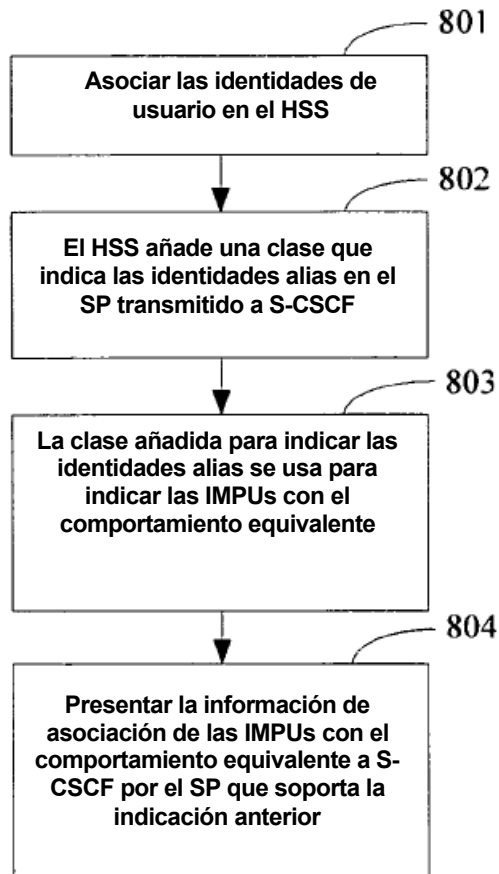 801
Asociar las identidades de
usuario en el HSS
802
El HSS añade una clase que
indica las identidades alias en el
SP transmitido a S-CSCF
803
La clase añadida para indicar las
identidades alias se usa para
indicar las IMPUs con el
comportamiento equivalente
804
Presentar la información de
asociación de las IMPUs con el
comportamiento equivalente a S-
CSCF por el SP que soporta la
indicación anterior